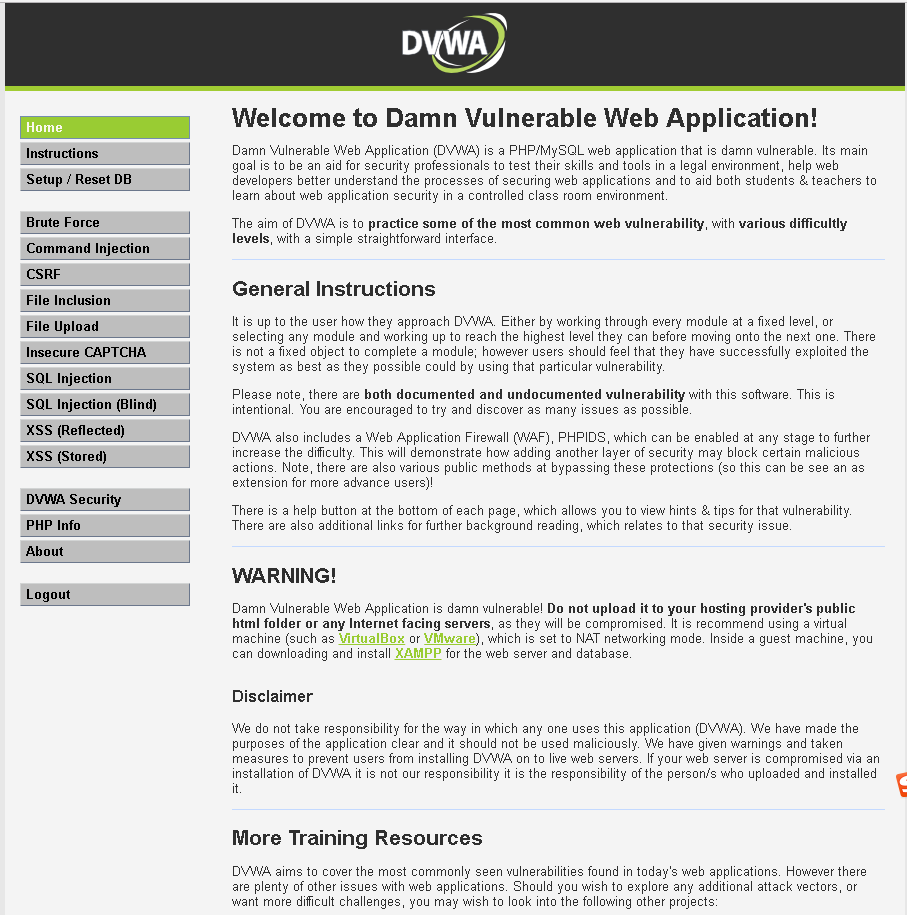 DVWA
Home
Instructions
Setup / Reset DB
Brute Force
Command Injection
CSRF
File Inclusion
File Upload
Insecure CAPTCHA
SQL Injection
SQL Injection (Blind)
XSS (Reflected)
XSS (Stored)
DVWA Security
PHP Info
About
Logout
Welcome to Damn Vulnerable Web Application!
Damn Vulnerable Web Application (DVWA) is a PHP/MySQL web application that is damn vulnerable. Its main
goal is to be an aid for security professionals to test their skills and tools in a legal environment, help web
developers better understand the processes of securing web applications and to aid both students & teachers to
learn about web application security in a controlled class room environment.
The aim of DVWA is to practice some of the most common web vulnerability, with various difficultly
levels, with a simple straightforward interface.
General Instructions
It is up to the user how they approach DVWA. Either by working through every module at a fixed level, or
selecting any module and working up to reach the highest level they can before moving onto the next one. There
is not a fixed object to complete a module; however users should feel that they have successfully exploited the
system as best as they possible could by using that particular vulnerability.
Please note, there are both documented and undocumented vulnerability with this software. This is
intentional. You are encouraged to try and discover as many issues as possible.
DVWA also includes a Web Application Firewall (WAF), PHPIDS, which can be enabled at any stage to further
increase the difficulty. This will demonstrate how adding another layer of security may block certain malicious
actions. Note, there are also various public methods at bypassing these protections (so this can be see an as
extension for more advance users)!
There is a help button at the bottom of each page, which allows you to view hints & tips for that vulnerability.
There are also additional links for further background reading, which relates to that security issue.
WARNING!
Damn Vulnerable Web Application is damn vulnerable! Do not upload it to your hosting provider's public
html folder or any Internet facing servers, as they will be compromised. It is recommend using a virtual
machine (such as VirtualBox or VMware), which is set to NAT networking mode. Inside a guest machine, you
can downloading and install XAMPP for the web server and database.
Disclaimer
We do not take responsibility for the way in which any one uses this application (DVWA). We have made the
purposes of the application clear and it should not be used maliciously. We have given warnings and taken
measures to prevent users from installing DVWA on to live web servers. If your web server is compromised via an
installation of DVWA it is not our responsibility it is the responsibility of the person/s who uploaded and installed
it.
More Training Resources
DVWA aims to cover the most commonly seen vulnerabilities found in today's web applications. However there
are plenty of other issues with web applications. Should you wish to explore any additional attack vectors, or
want more difficult challenges, you may wish to look into the following other projects: